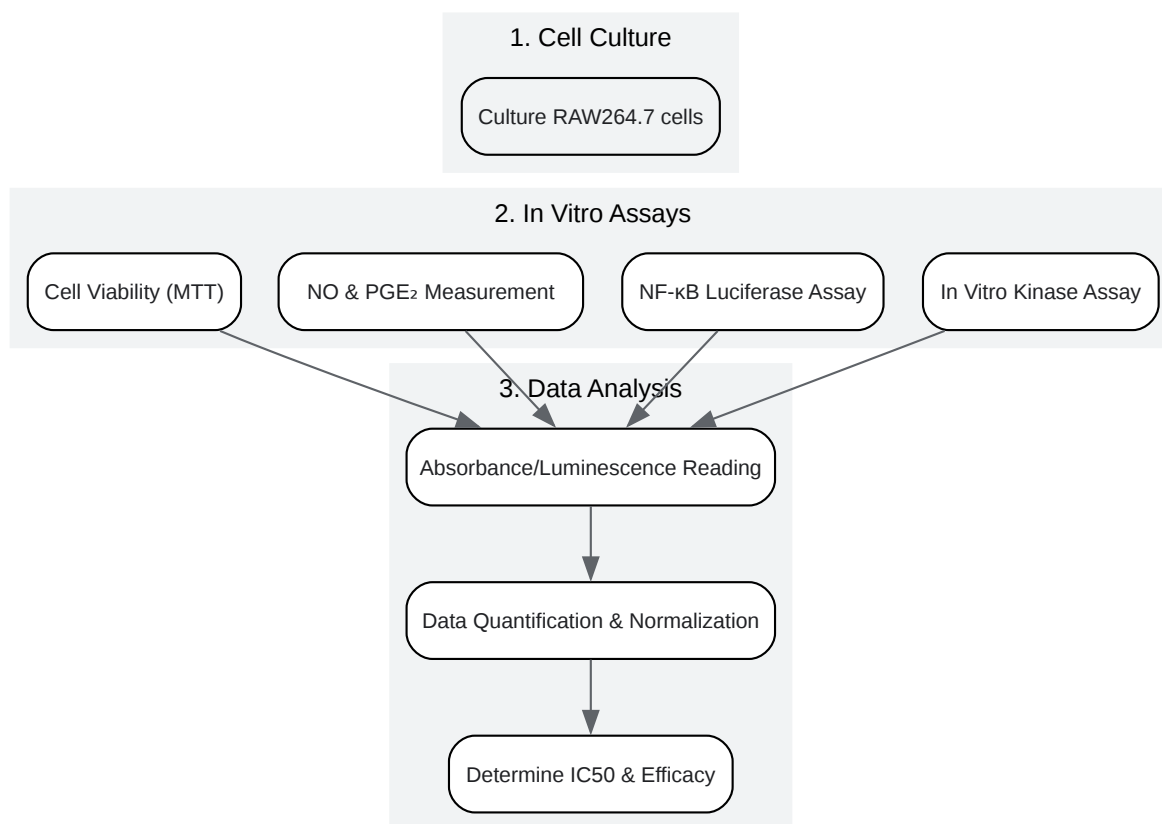 1. Cell Culture
Culture RAW264.7 cells
2. In Vitro Assays
Cell Viability (MTT)
NO & PGE₂ Measurement
NF-κB Luciferase Assay
In Vitro Kinase Assay
3. Data Analysis
Absorbance/Luminescence Reading
Data Quantification & Normalization
Determine IC50 & Efficacy